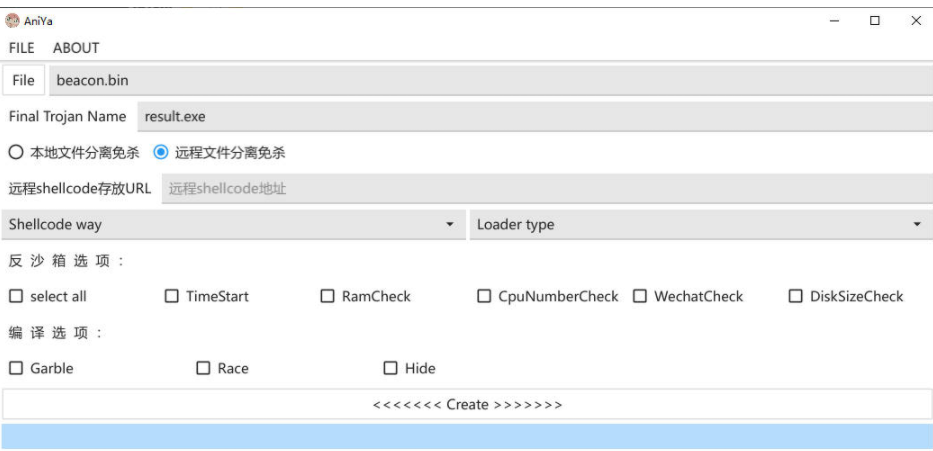 AniYa
FILE ABOUT
File beacon.bin
Final Trojan Name result.exe
本地文件分离免杀 远程文件分离免杀
远程shellcode存放URL 远程shellcode地址
Shellcode way Loader type
反 沙 箱 选 项 :
select all TimeStart RamCheck CpuNumberCheck WechatCheck DiskSizeCheck
编 译 选 项 :
Garble Race Hide
<<<<<<< Create >>>>>>>